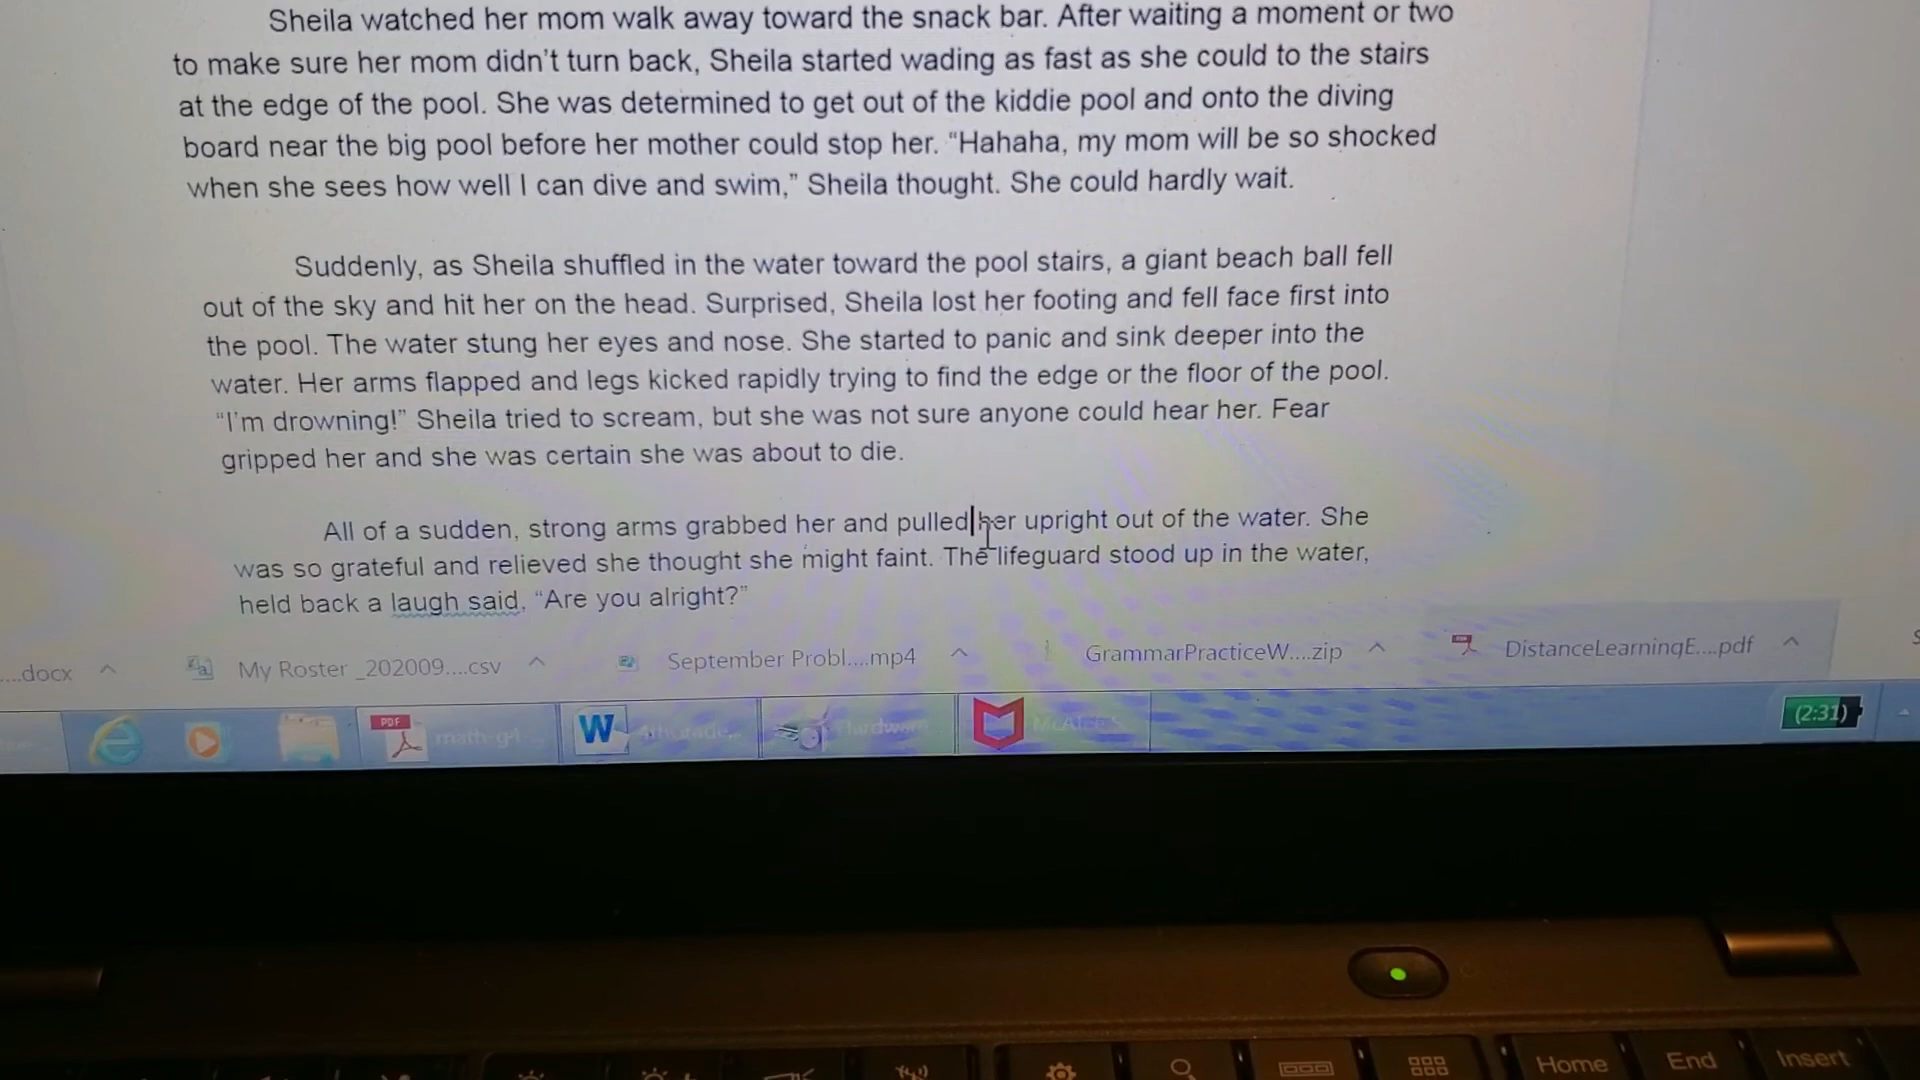 Sheila watched her mom walk away toward the snack bar. After waiting a moment or two
to make sure her mom didn't turn back, Sheila started wading as fast as she could to the stairs
at the edge of the pool. She was determined to get out of the kiddie pool and onto the diving
board near the big pool before her mother could stop her. “Hahaha, my mom will be so shocked
when she sees how well I can dive and swim,” Sheila thought. She could hardly wait.
Suddenly, as Sheila shuffled in the water toward the pool stairs, a giant beach ball fell
out of the sky and hit her on the head. Surprised, Sheila lost her footing and fell face first into
the pool. The water stung her eyes and nose. She started to panic and sink deeper into the
water. Her arms flapped and legs kicked rapidly trying to find the edge or the floor of the pool.
“I'm drowning!” Sheila tried to scream, but she was not sure anyone could hear her. Fear
gripped her and she was certain she was about to die.
All of a sudden, strong arms grabbed her and pulled her upright out of the water. She
was so grateful and relieved she thought she might faint. The lifeguard stood up in the water,
held back a laugh said, “Are you alright?”
....docx My Roster _202009....csv September Probl....mp4 GrammarPracticeW....zip DistanceLearningE....pdf
PDF math-g4-... W 4thGrade... Hardware... McAfee (2:31)
Home End Insert